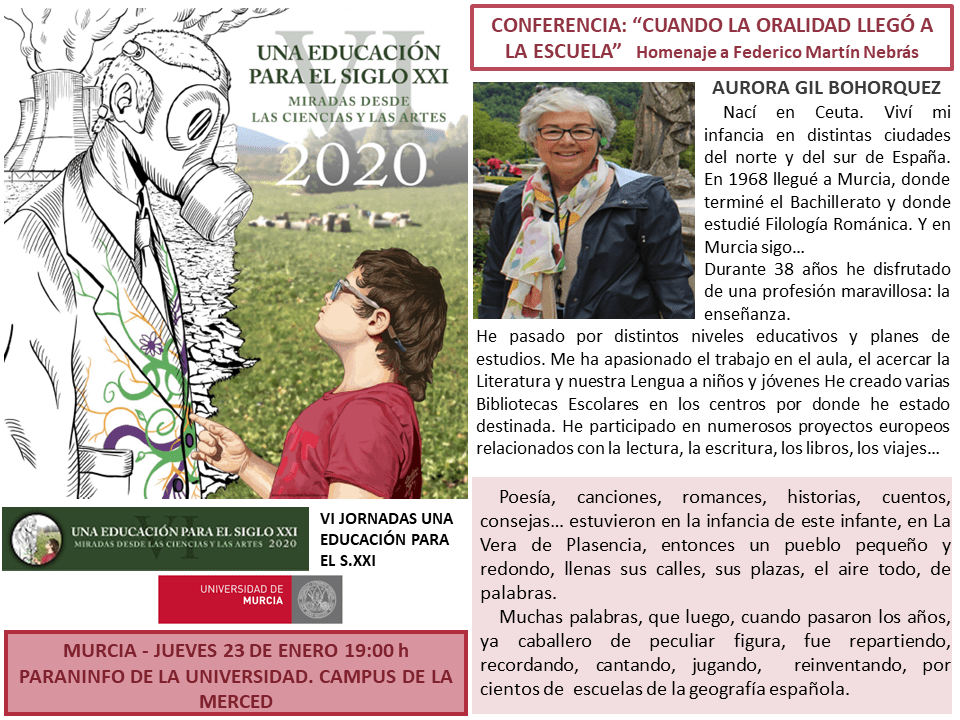 VI
UNA EDUCACIÓN
PARA EL SIGLO XXI
MIRADAS DESDE
LAS CIENCIAS Y LAS ARTES
2020
VI
UNA EDUCACIÓN PARA EL SIGLO XXI
MIRADAS DESDE LAS CIENCIAS Y LAS ARTES 2020
VI JORNADAS UNA
EDUCACIÓN PARA
EL S.XXI
UNIVERSIDAD DE
MURCIA
MURCIA - JUEVES 23 DE ENERO 19:00 h
PARANINFO DE LA UNIVERSIDAD. CAMPUS DE LA
MERCED
CONFERENCIA: “CUANDO LA ORALIDAD LLEGÓ A
LA ESCUELA” Homenaje a Federico Martín Nebrás
AURORA GIL BOHORQUEZ
Nací en Ceuta. Viví mi
infancia en distintas ciudades
del norte y del sur de España.
En 1968 llegué a Murcia, donde
terminé el Bachillerato y donde
estudié Filología Románica. Y en
Murcia sigo…
Durante 38 años he disfrutado
de una profesión maravillosa: la
enseñanza.
He pasado por distintos niveles educativos y planes de
estudios. Me ha apasionado el trabajo en el aula, el acercar la
Literatura y nuestra Lengua a niños y jóvenes He creado varias
Bibliotecas Escolares en los centros por donde he estado
destinada. He participado en numerosos proyectos europeos
relacionados con la lectura, la escritura, los libros, los viajes…
Poesía, canciones, romances, historias, cuentos,
consejas… estuvieron en la infancia de este infante, en La
Vera de Plasencia, entonces un pueblo pequeño y
redondo, llenas sus calles, sus plazas, el aire todo, de
palabras.
Muchas palabras, que luego, cuando pasaron los años,
ya caballero de peculiar figura, fue repartiendo,
recordando, cantando, jugando, reinventando, por
cientos de escuelas de la geografía española.